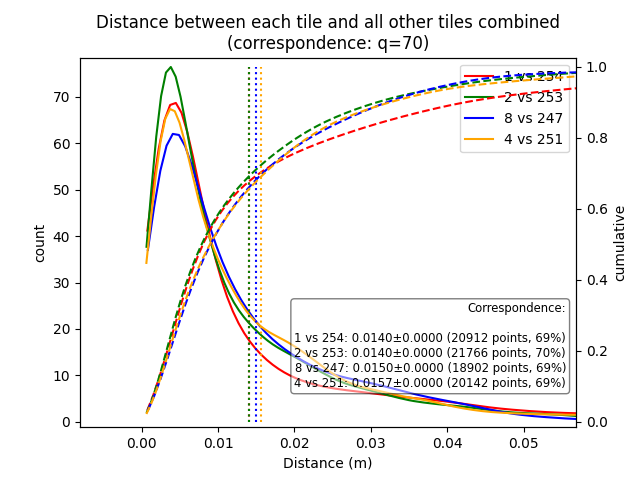 Distance between each tile and all other tiles combined
(correspondence: q=70)
1 vs 254
2 vs 253
8 vs 247
4 vs 251
count
70
60
50
40
30
20
10
0
1.0
0.8
0.6
0.4
0.2
0.0
cumulative
Correspondence:
1 vs 254: 0.0140±0.0000 (20912 points, 69%)
2 vs 253: 0.0140±0.0000 (21766 points, 70%)
8 vs 247: 0.0150±0.0000 (18902 points, 69%)
4 vs 251: 0.0157±0.0000 (20142 points, 69%)
0.00 0.01 0.02 0.03 0.04 0.05
Distance (m)